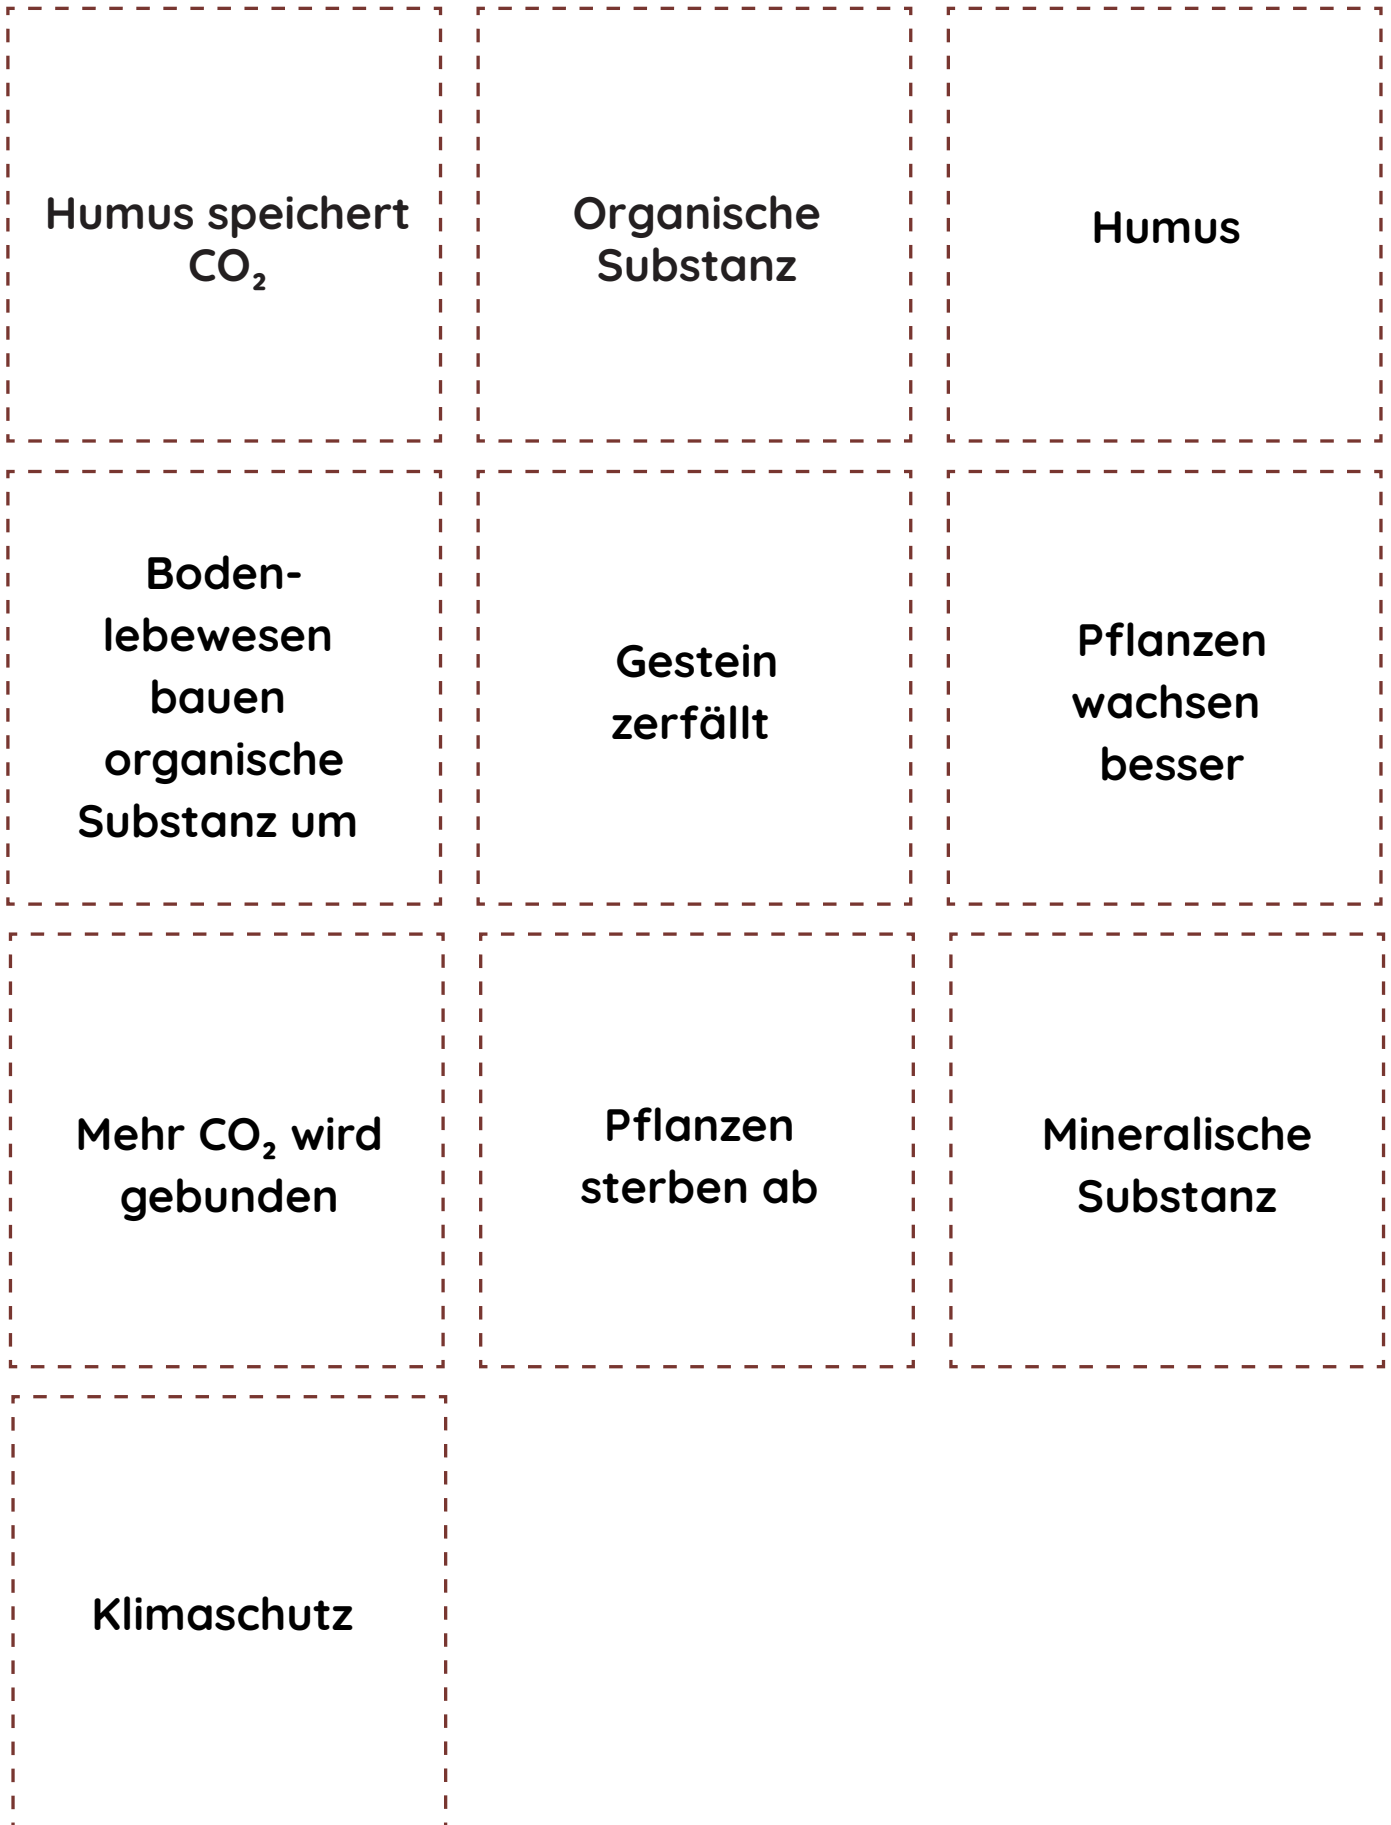 Humus speichert
CO₂
Organische
Substanz
Humus
Boden-
lebewesen
bauen
organische
Substanz um
Gestein
zerfällt
Pflanzen
wachsen
besser
Mehr CO₂ wird
gebunden
Pflanzen
sterben ab
Mineralische
Substanz
Klimaschutz